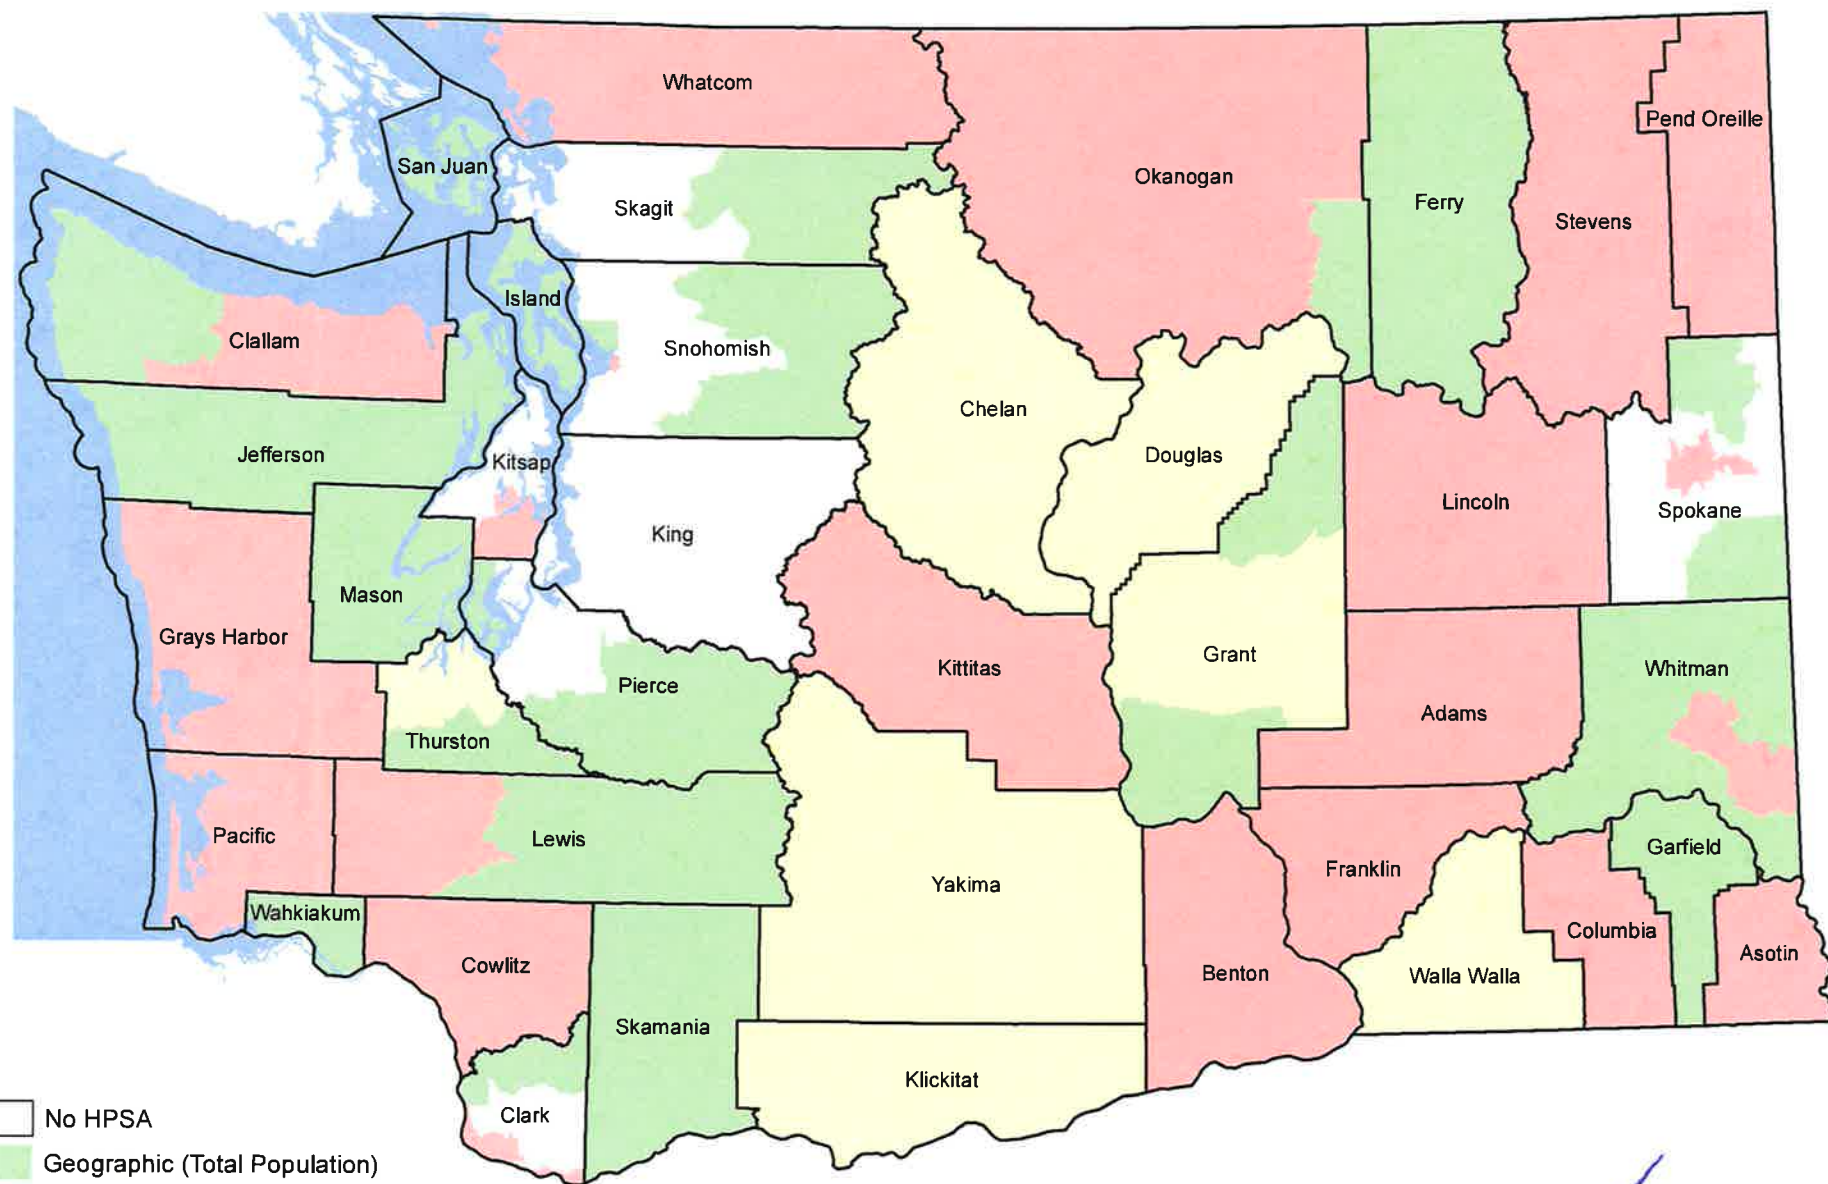 Whatcom
Pend Oreille
San Juan
Okanogan
Skagit
Ferry
Stevens
Island
Clallam
Snohomish
Chelan
Jefferson
Douglas
Kitsap
Lincoln
Spokane
King
Mason
Grays Harbor
Grant
Kittitas
Whitman
Pierce
Adams
Thurston
Pacific
Lewis
Garfield
Franklin
Yakima
Wahkiakum
Columbia
Asotin
Cowlitz
Benton
Walla Walla
Skamania
Klickitat
Clark
No HPSA
Geographic (Total Population)